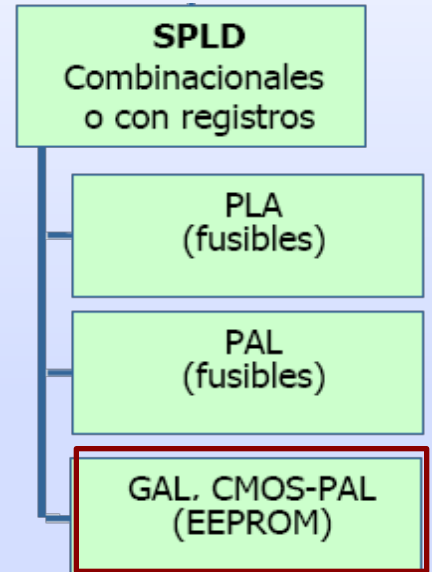 SPLD
Combinacionales
o con registros
PLA
(fusibles)
PAL
(fusibles)
GAL, CMOS-PAL
(EEPROM)